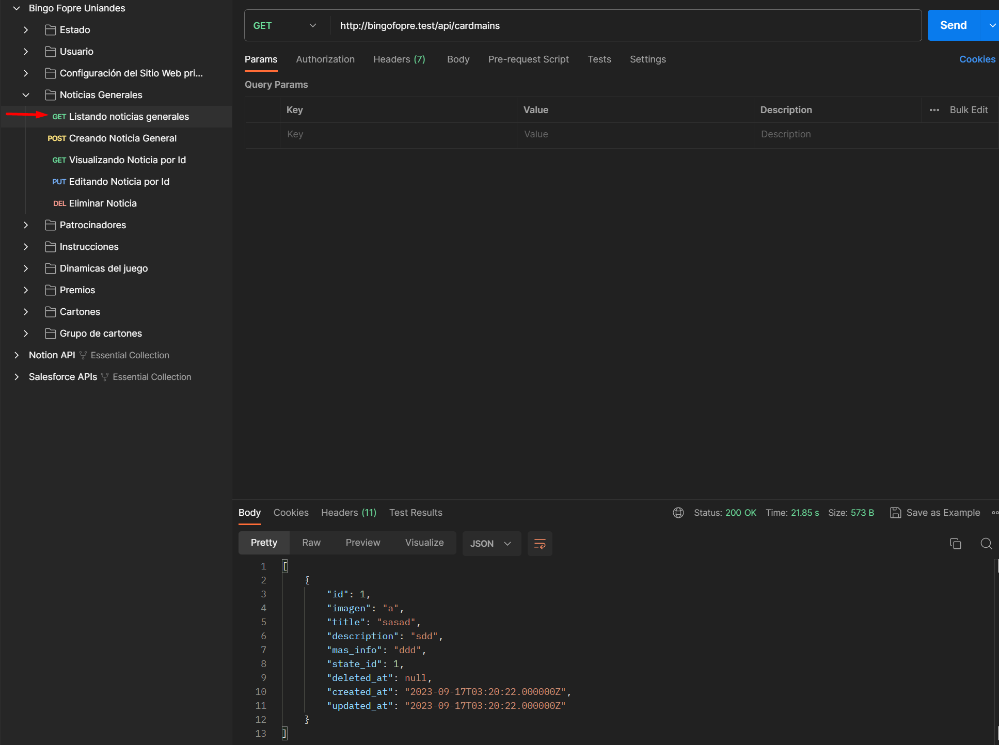 Bingo Fopre Uniandes
Estado
Usuario
Configuración del Sitio Web pri...
Noticias Generales
GET Listando noticias generales
POST Creando Noticia General
GET Visualizando Noticia por Id
PUT Editando Noticia por Id
DEL Eliminar Noticia
Patrocinadores
Instrucciones
Dinamicas del juego
Premios
Cartones
Grupo de cartones
Notion API Essential Collection
Salesforce APIs Essential Collection
GET http://bingofopre.test/api/cardmains Send
Params Authorization Headers (7) Body Pre-request Script Tests Settings Cookies
Query Params
Key Value Description Bulk Edit
Key Value Description
Body Cookies Headers (11) Test Results Status: 200 OK Time: 21.85 s Size: 573 B Save as Example
Pretty Raw Preview Visualize JSON
1 [
2 {
3 "id": 1,
4 "imagen": "a",
5 "title": "sasad",
6 "description": "sdd",
7 "mas_info": "ddd",
8 "state_id": 1,
9 "deleted_at": null,
10 "created_at": "2023-09-17T03:20:22.000000Z",
11 "updated_at": "2023-09-17T03:20:22.000000Z"
12 }
13 ]